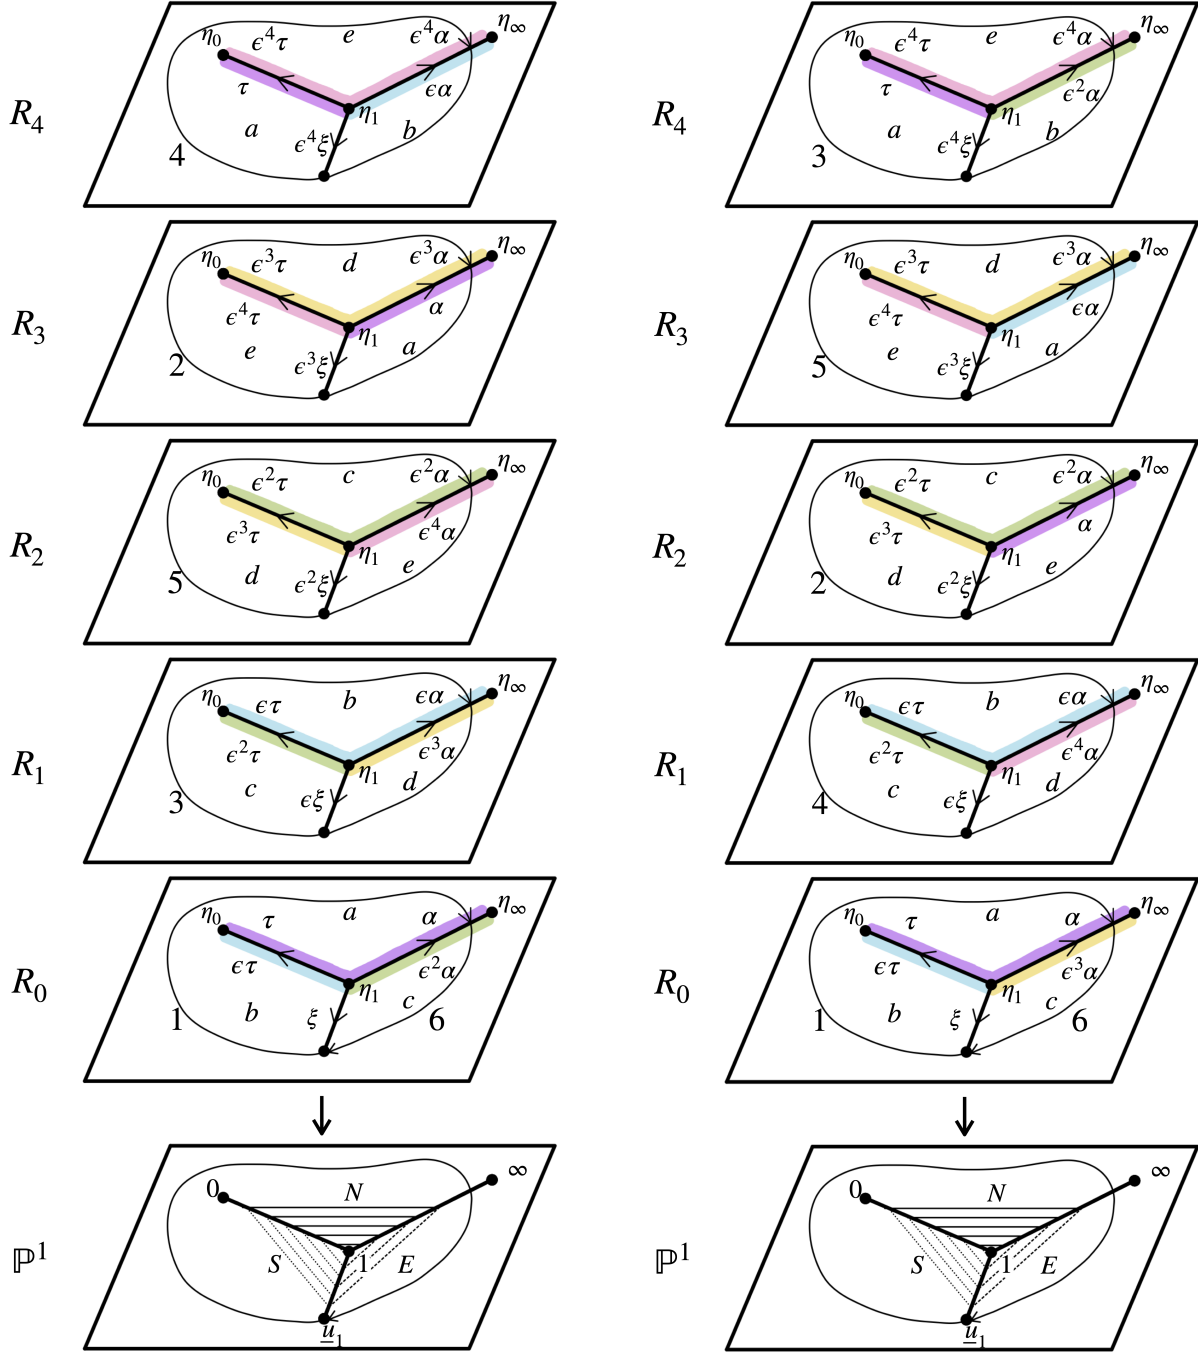 η₀ ϵ⁴τ e ϵ⁴α η∞
R₄ τ η₁ ϵα
a ϵ⁴ξ b
4
η₀ ϵ⁴τ e ϵ⁴α η∞
R₄ τ η₁ ϵ²α
a ϵ⁴ξ b
3
η₀ ϵ³τ d ϵ³α η∞
R₃ ϵ⁴τ η₁ α
e ϵ³ξ a
2
η₀ ϵ³τ d ϵ³α η∞
R₃ ϵ⁴τ η₁ ϵα
e ϵ³ξ a
5
η₀ ϵ²τ c ϵ²α η∞
R₂ ϵ³τ η₁ ϵ⁴α
d ϵ²ξ e
5
η₀ ϵ²τ c ϵ²α η∞
R₂ ϵ³τ η₁ α
d ϵ²ξ e
2
η₀ ϵτ b ϵα η∞
R₁ ϵ²τ η₁ ϵ³α
c ϵξ d
3
η₀ ϵτ b ϵα η∞
R₁ ϵ²τ η₁ ϵ⁴α
c ϵξ d
4
η₀ τ a α η∞
R₀ ϵτ η₁ ϵ²α
b ξ c
1 6
η₀ τ a α η∞
R₀ ϵτ η₁ ϵ³α
b ξ c
1 6
0 N ∞
ℙ¹ S 1 E
u̲₁
0 N ∞
ℙ¹ S 1 E
u̲₁